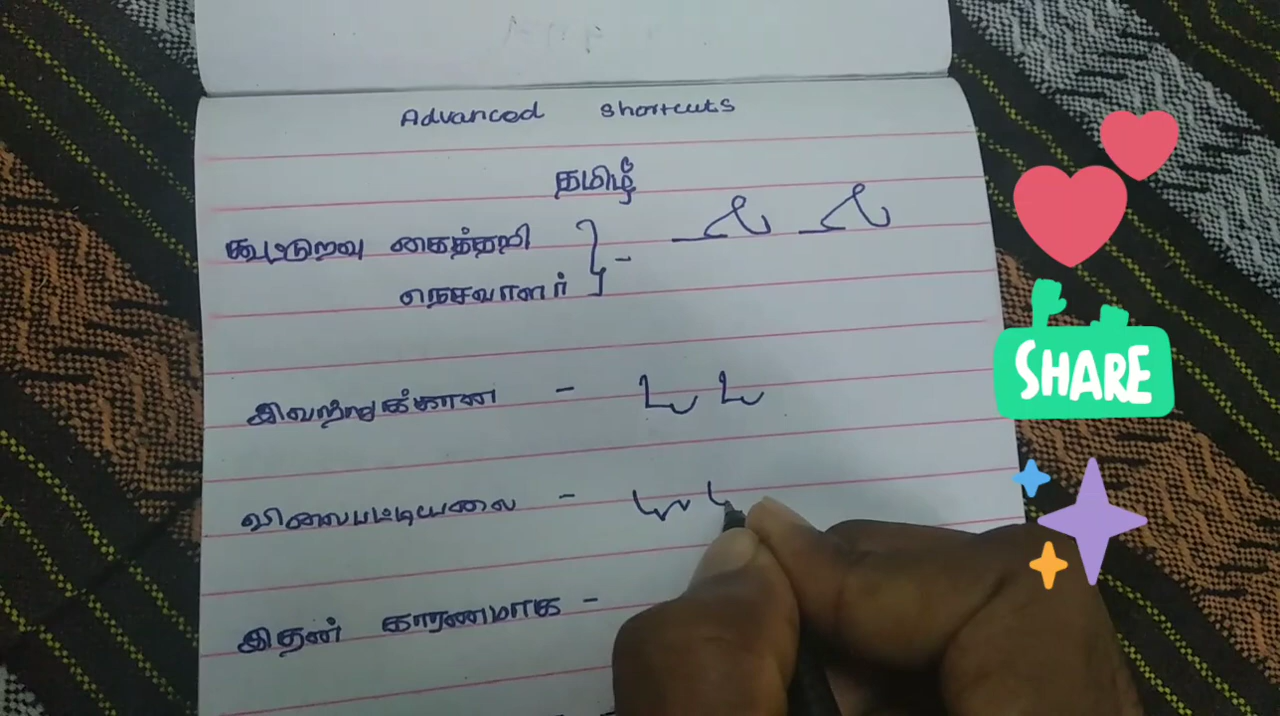 Advanced shortcuts
தமிழ்
கூட்டுறவு கைத்தறி
நெசவாளர்
இவற்றுக்கான -
விலைபட்டியலை -
இதன் காரணமாக -
SHARE